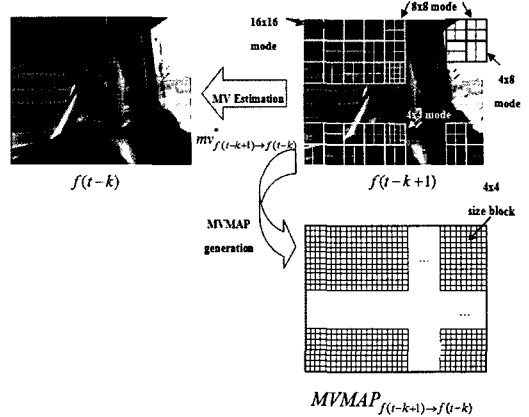 8x8 mode
16x16
mode
4x8
mode
MV Estimation
4x4 mode
mv*f(t−k+1)→f(t−k)
f(t−k)
f(t−k+1)
4x4
size block
MVMAP
generation
...
...
MVMAP f(t−k+1)→f(t−k)